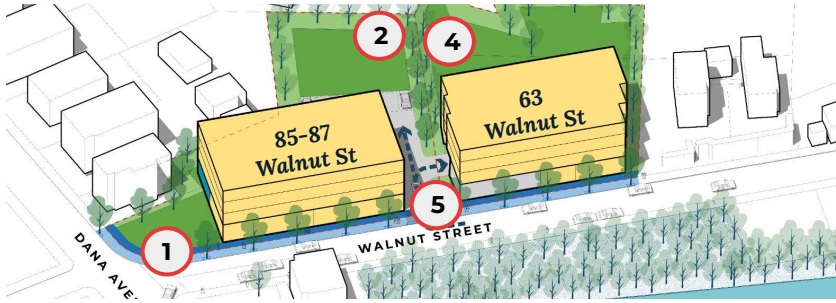 2
4
85-87
Walnut St
63
Walnut St
5
1
WALNUT STREET
DANA AVE